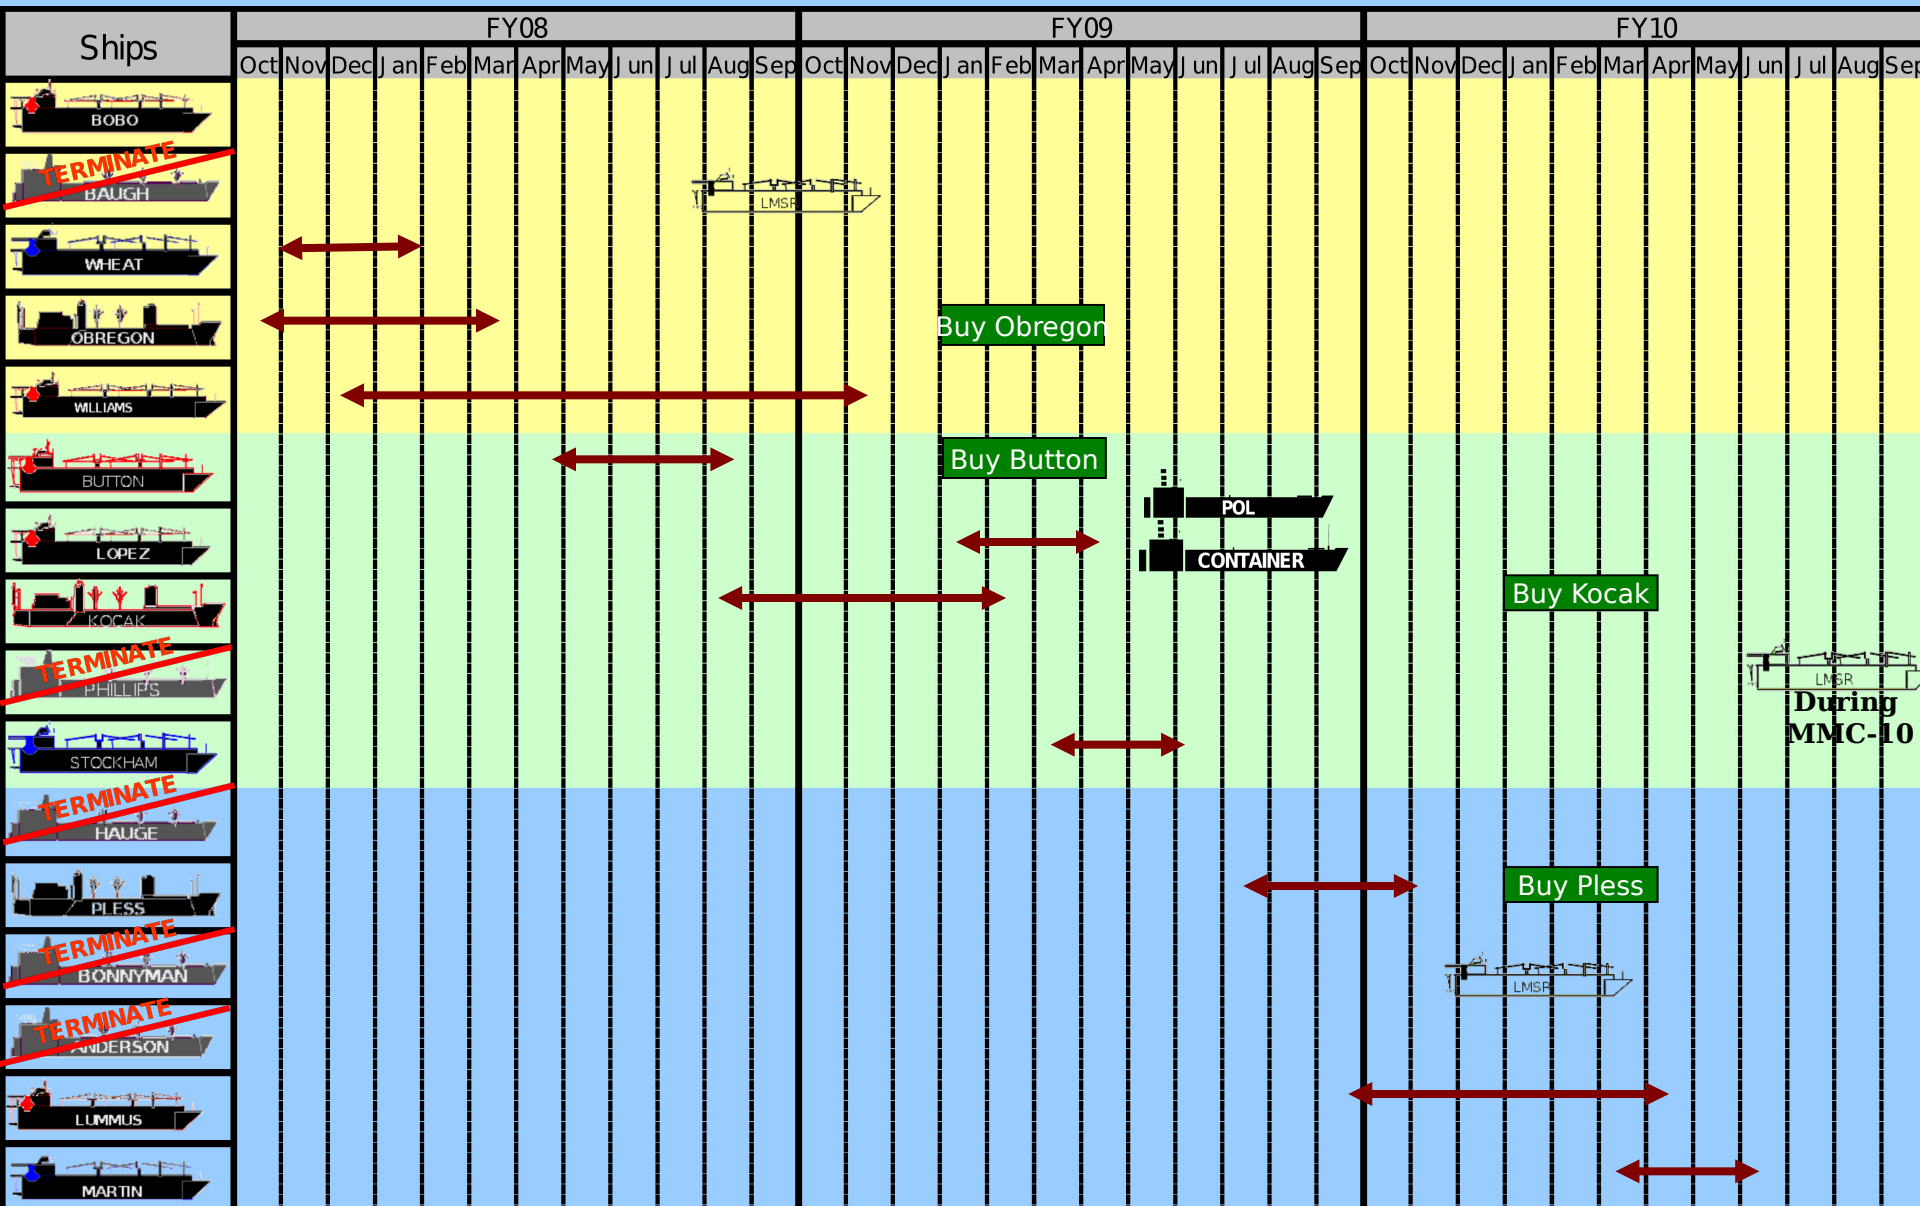 Ships
FY08 FY09 FY10
Oct Nov Dec Jan Feb Mar Apr May Jun Jul Aug Sep Oct Nov Dec Jan Feb Mar Apr May Jun Jul Aug Sep Oct Nov Dec Jan Feb Mar Apr May Jun Jul Aug Sep
BOBO
TERMINATE
BAUGH
LMSR
WHEAT
OBREGON
Buy Obregon
WILLIAMS
BUTTON
Buy Button
POL
LOPEZ
CONTAINER
KOCAK
Buy Kocak
TERMINATE
PHILLIPS
LMSR
During
MMC-10
STOCKHAM
TERMINATE
HAUGE
PLESS
Buy Pless
TERMINATE
BONNYMAN
LMSR
TERMINATE
ANDERSON
LUMMUS
MARTIN